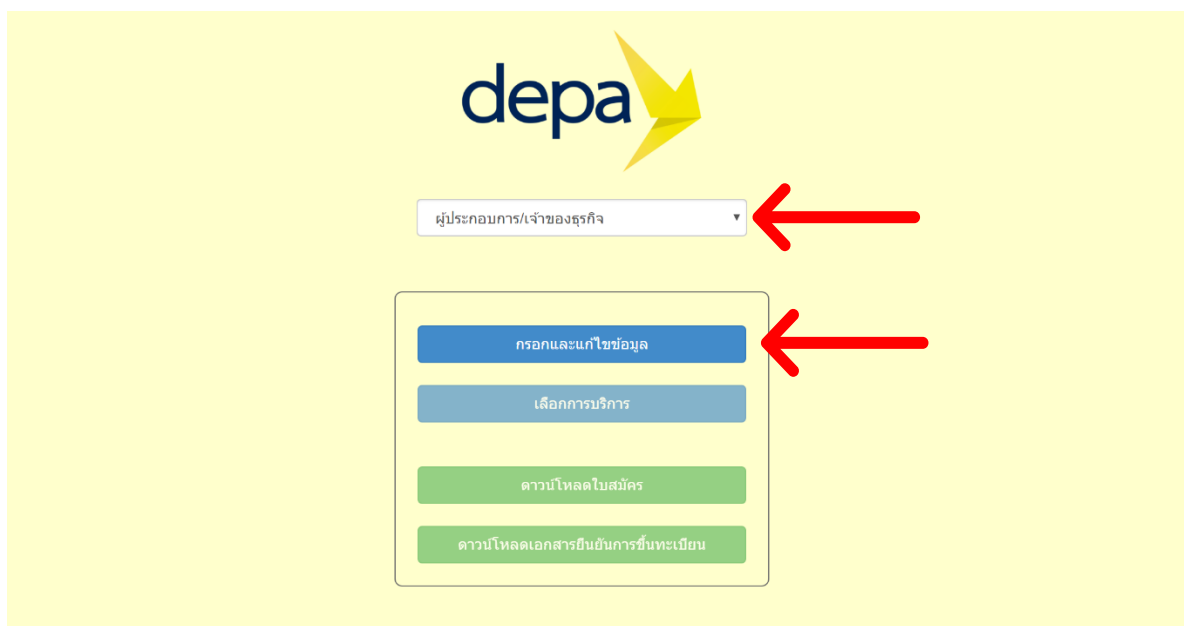 depa
ผู้ประกอบการ/เจ้าของธุรกิจ
กรอกและแก้ไขข้อมูล
เลือกการบริการ
ดาวน์โหลดใบสมัคร
ดาวน์โหลดเอกสารยืนยันการขึ้นทะเบียน